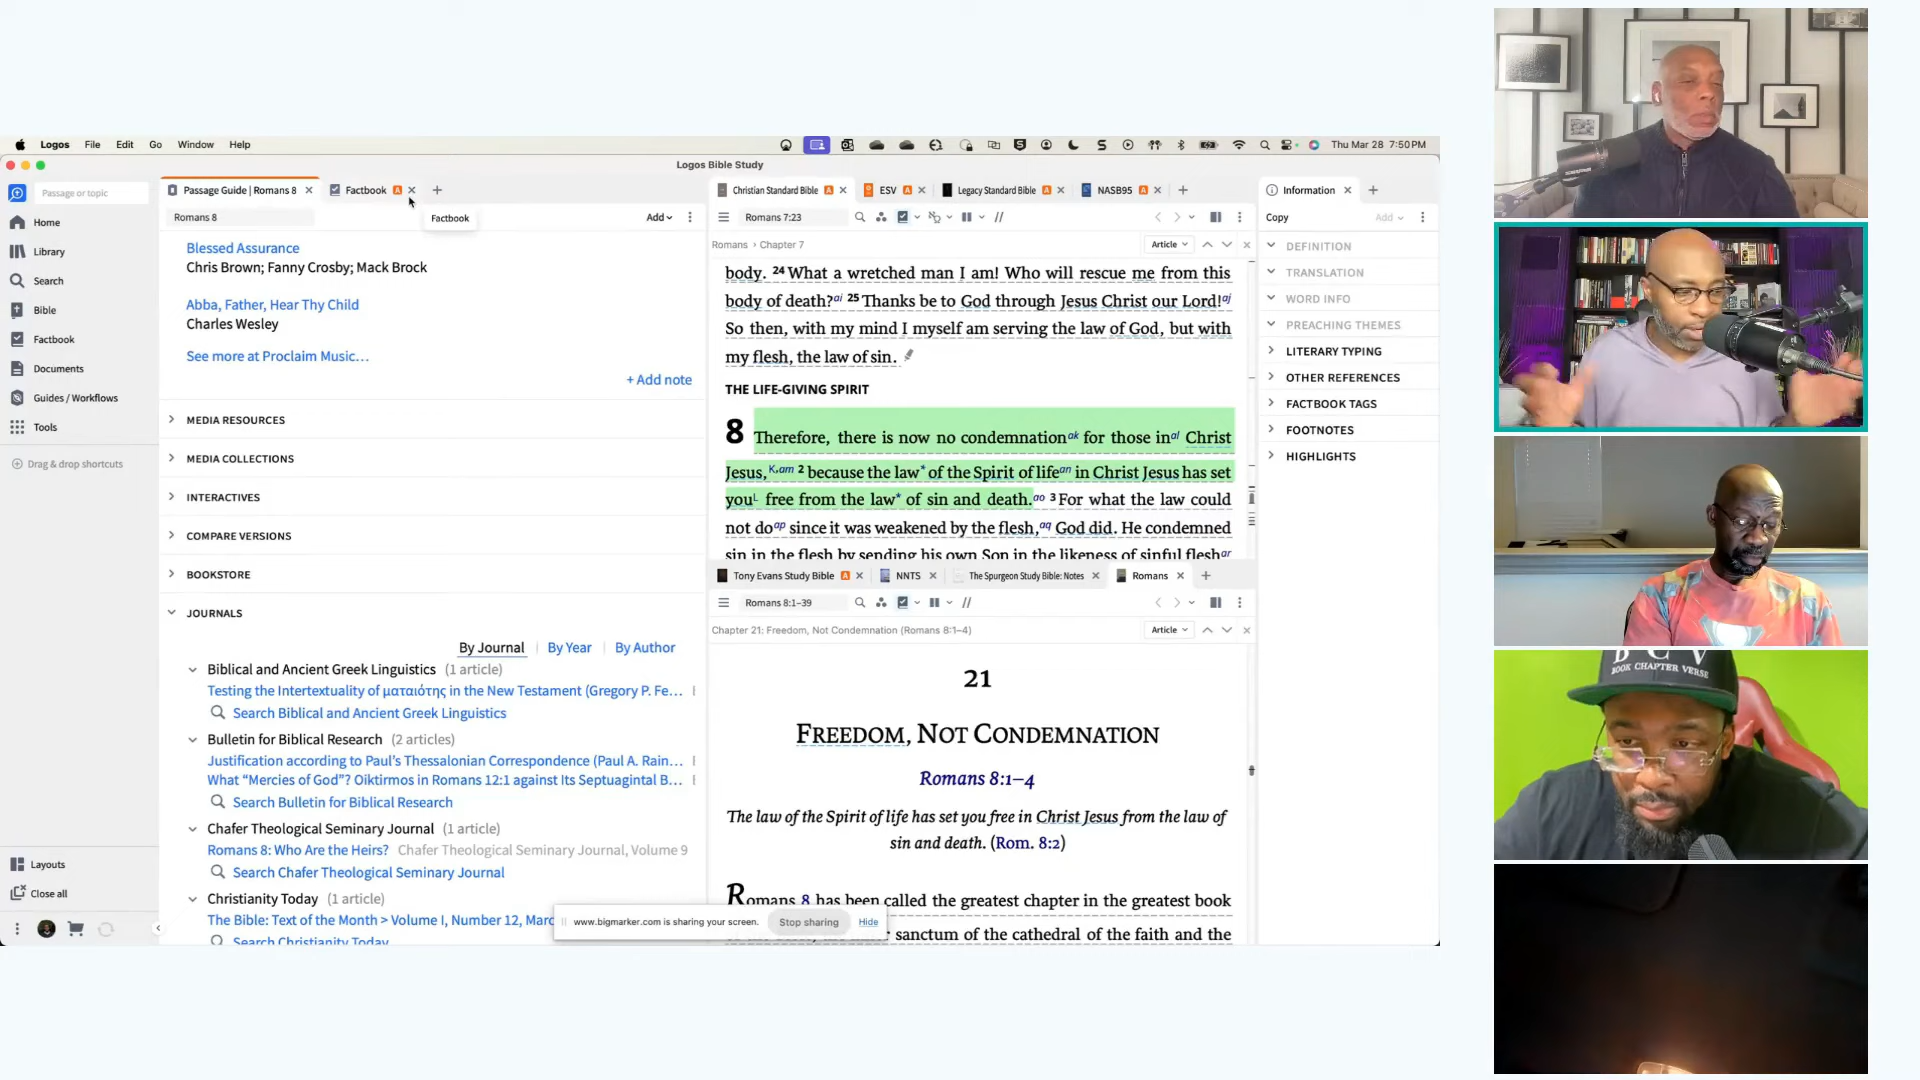 Logos File Edit Go Window Help
Thu Mar 28 7:50 PM
Logos Bible Study
Passage or topic
Home
Library
Search
Bible
Factbook
Documents
Guides / Workflows
Tools
Drag & drop shortcuts
Layouts
Close all
Passage Guide | Romans 8
Factbook A
Romans 8
Add
Factbook
Blessed Assurance
Chris Brown; Fanny Crosby; Mack Brock
Abba, Father, Hear Thy Child
Charles Wesley
See more at Proclaim Music…
+ Add note
MEDIA RESOURCES
MEDIA COLLECTIONS
INTERACTIVES
COMPARE VERSIONS
BOOKSTORE
JOURNALS
By Journal By Year By Author
Biblical and Ancient Greek Linguistics (1 article)
Testing the Intertextuality of ματαιότης in the New Testament (Gregory P. Fe…
Search Biblical and Ancient Greek Linguistics
Bulletin for Biblical Research (2 articles)
Justification according to Paul’s Thessalonian Correspondence (Paul A. Rain…
What “Mercies of God”? Oiktirmos in Romans 12:1 against Its Septuagintal B…
Search Bulletin for Biblical Research
Chafer Theological Seminary Journal (1 article)
Romans 8: Who Are the Heirs? Chafer Theological Seminary Journal, Volume 9
Search Chafer Theological Seminary Journal
Christianity Today (1 article)
The Bible: Text of the Month > Volume I, Number 12, Marc
Search Christianity Today
Christian Standard Bible A
ESV A
Legacy Standard Bible A
NASB95 A
Romans 7:23
Romans › Chapter 7
Article
body. 24 What a wretched man I am! Who will rescue me from this
body of death?ai 25 Thanks be to God through Jesus Christ our Lord!aj
So then, with my mind I myself am serving the law of God, but with
my flesh, the law of sin.
THE LIFE-GIVING SPIRIT
8 Therefore, there is now no condemnationak for those inal Christ
Jesus,K,am 2 because the law* of the Spirit of lifean in Christ Jesus has set
youL free from the law* of sin and death.ao 3 For what the law could
not doap since it was weakened by the flesh,aq God did. He condemned
sin in the flesh by sending his own Son in the likeness of sinful fleshar
Tony Evans Study Bible A
NNTS
The Spurgeon Study Bible: Notes
Romans
Romans 8:1–39
Chapter 21: Freedom, Not Condemnation (Romans 8:1–4)
Article
21
FREEDOM, NOT CONDEMNATION
Romans 8:1–4
The law of the Spirit of life has set you free in Christ Jesus from the law of
sin and death. (Rom. 8:2)
Romans 8 has been called the greatest chapter in the greatest book
sanctum of the cathedral of the faith and the
www.bigmarker.com is sharing your screen.
Stop sharing
Hide
Information
Copy
Add
DEFINITION
TRANSLATION
WORD INFO
PREACHING THEMES
LITERARY TYPING
OTHER REFERENCES
FACTBOOK TAGS
FOOTNOTES
HIGHLIGHTS
B C V
BOOK CHAPTER VERSE